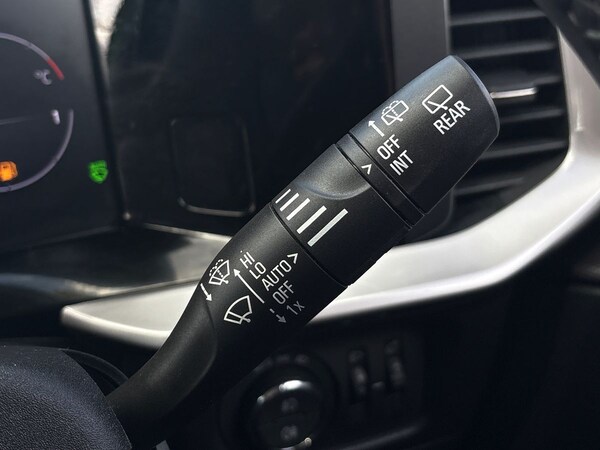 °C
REAR
OFF
INT
HI
LO
AUTO >
OFF
1x